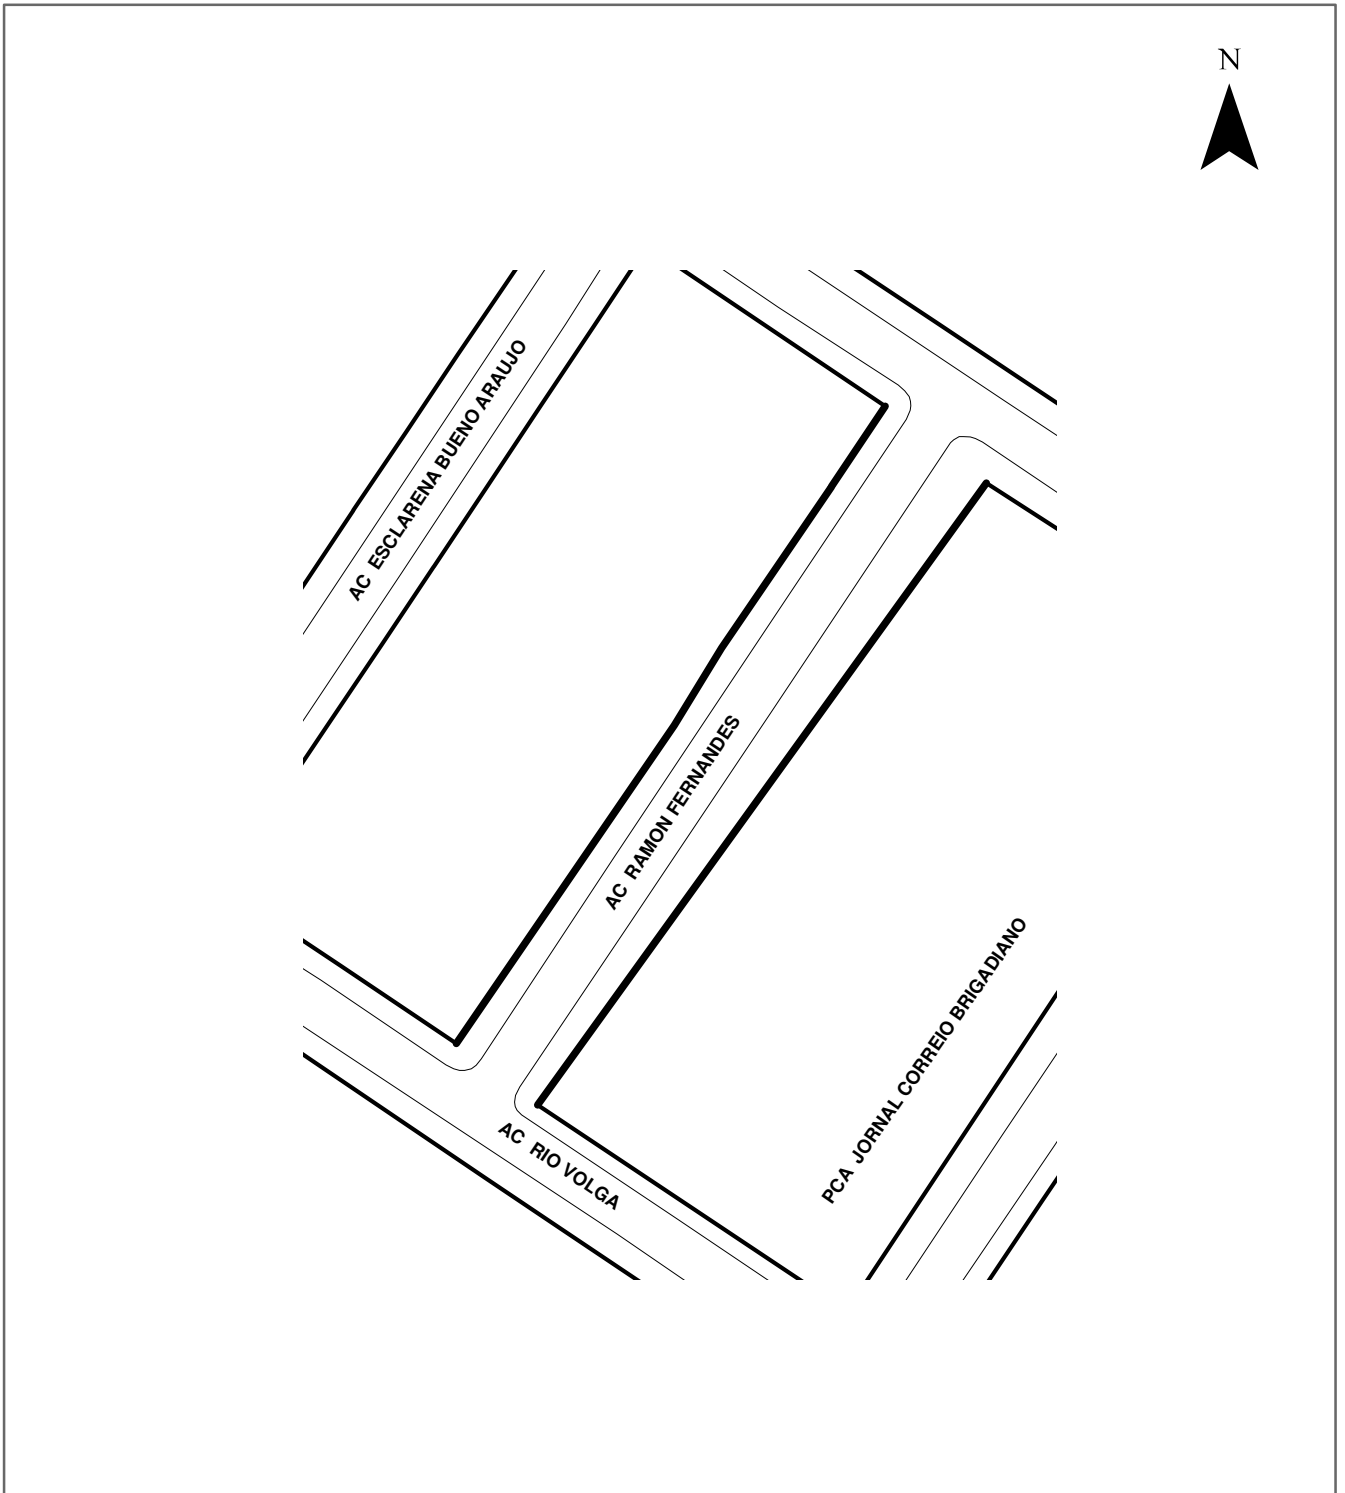 N
AC ESCLARENA BUENO ARAUJO
AC RAMON FERNANDES
PCA JORNAL CORREIO BRIGADIANO
AC RIO VOLGA